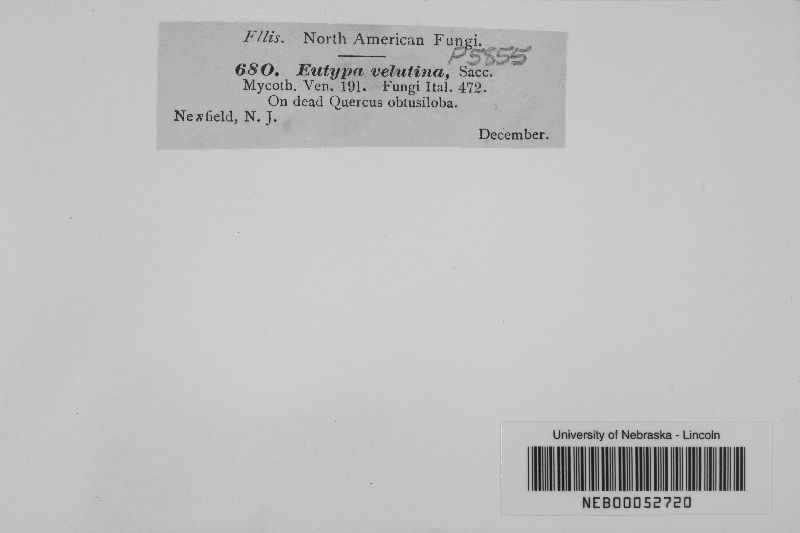 Ellis. North American Fungi.
P5855
680. Eutypa velutina, Sacc.
Mycoth. Ven. 191. Fungi Ital. 472.
On dead Quercus obtusiloba.
Newfield, N. J.
December.
University of Nebraska - Lincoln
NEB00052720